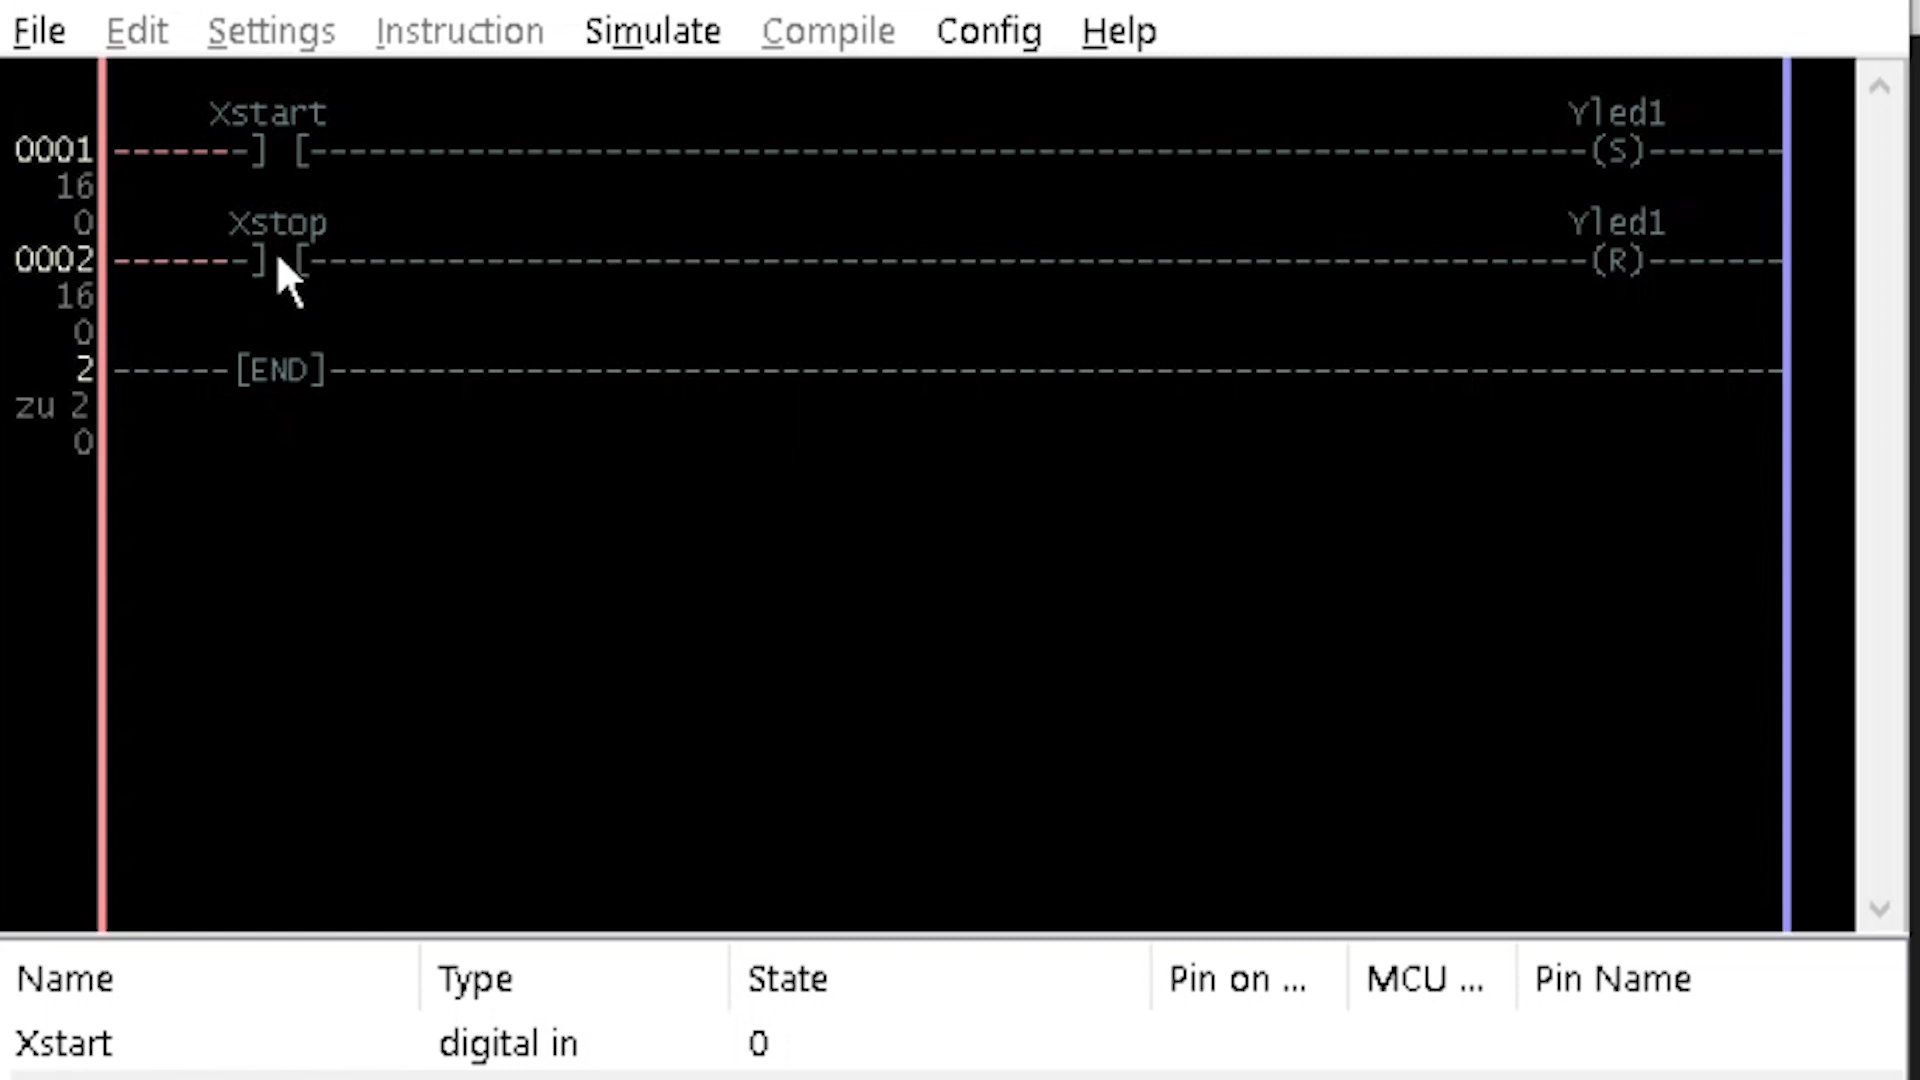 File Edit Settings Instruction Simulate Compile Config Help
Xstart Yled1
0001 -------] [------(S)------
16
0
Xstop Yled1
0002 -------] [------(R)------
16
0
2 ------[END]------
zu 2
0
Name Type State Pin on ... MCU ... Pin Name
Xstart digital in 0